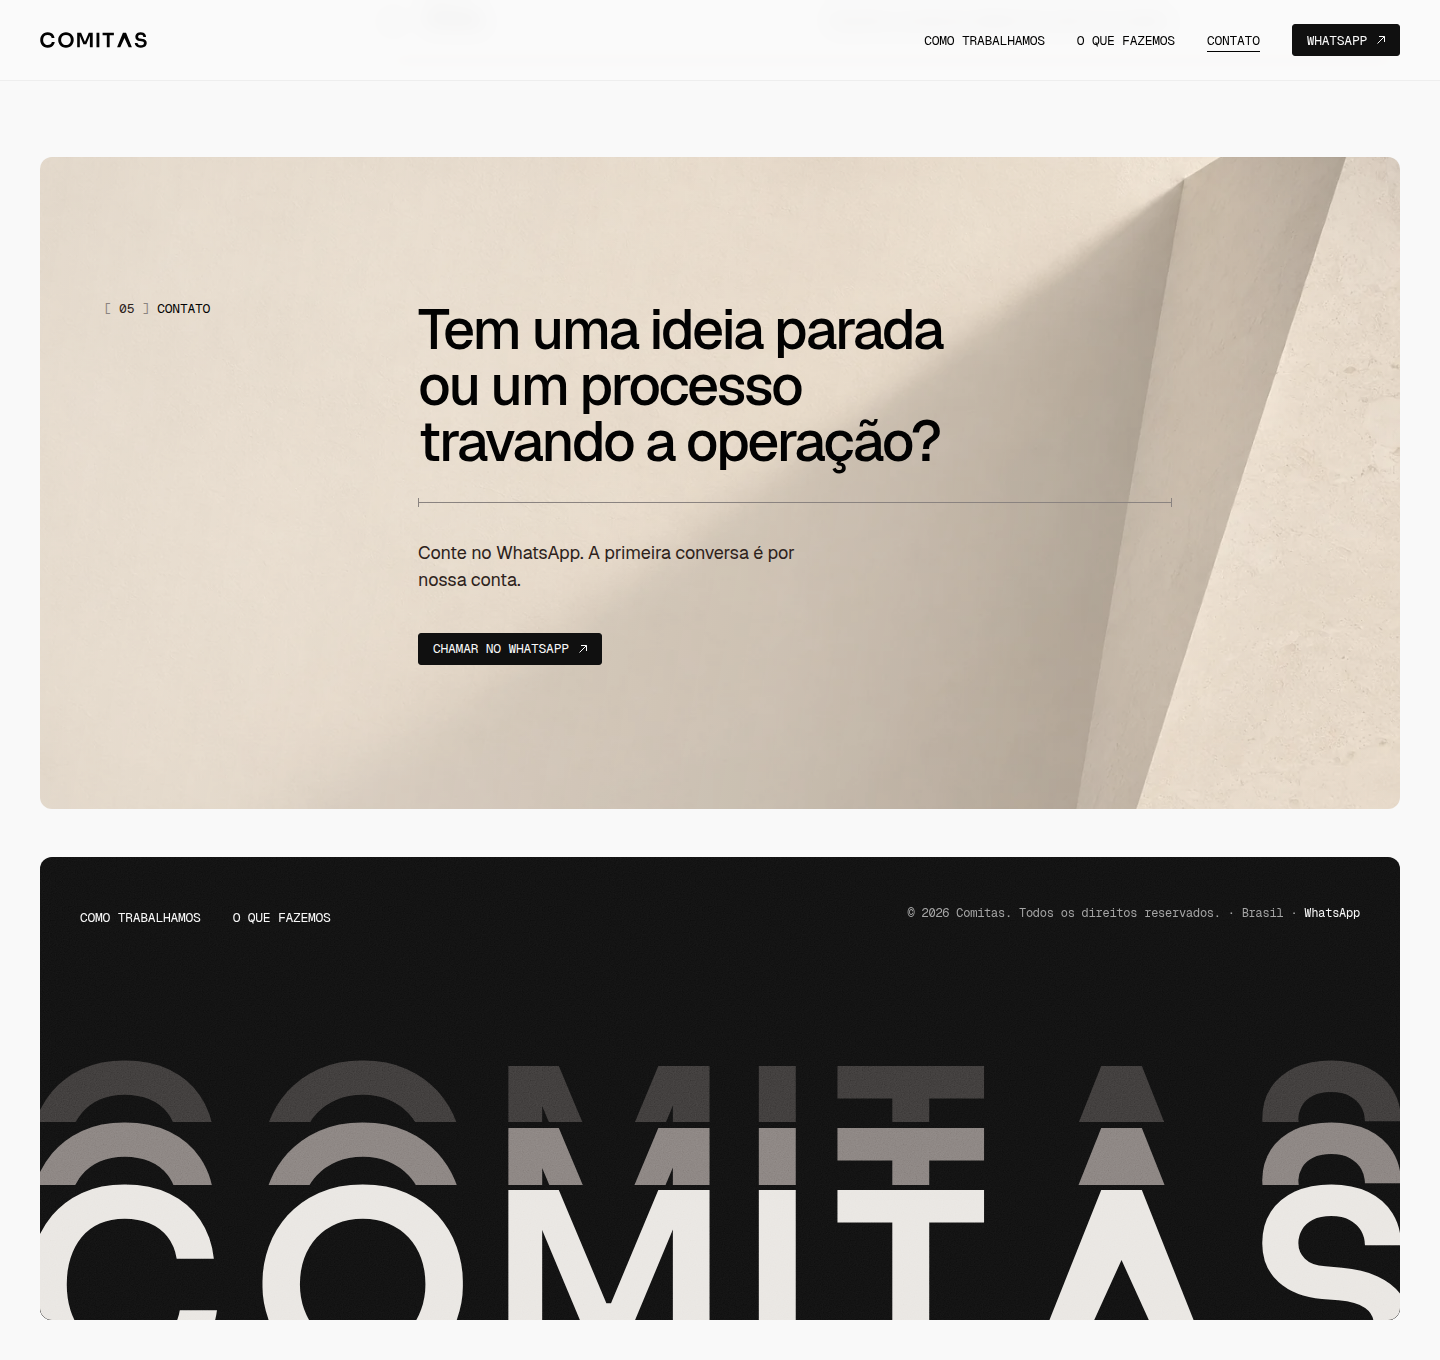 COMITAS
COMO TRABALHAMOS O QUE FAZEMOS CONTATO WHATSAPP
[ 05 ] CONTATO
Tem uma ideia parada
ou um processo
travando a operação?
Conte no WhatsApp. A primeira conversa é por
nossa conta.
CHAMAR NO WHATSAPP
COMO TRABALHAMOS O QUE FAZEMOS
© 2026 Comitas. Todos os direitos reservados. · Brasil · WhatsApp
COMITAS
COMITAS
COMITAS